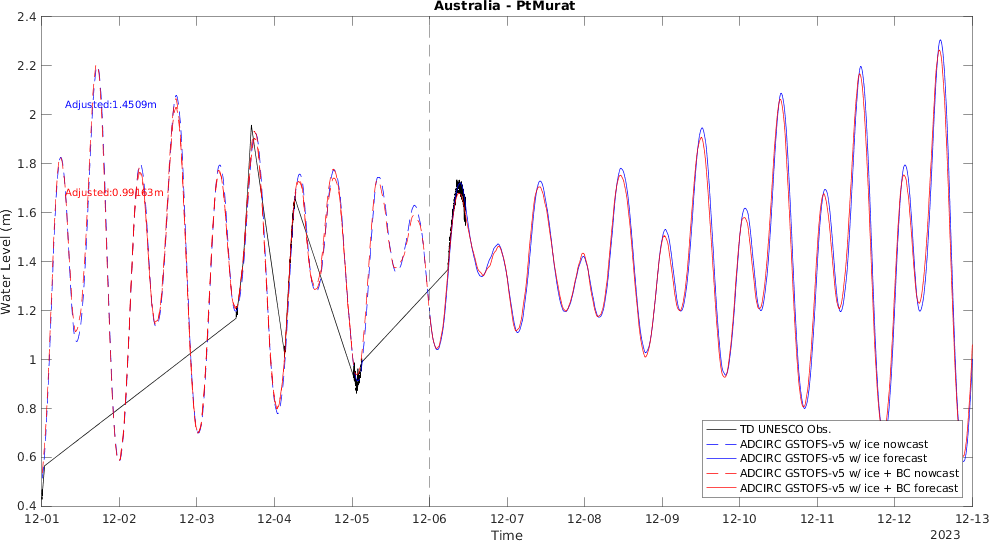 Australia - PtMurat
2.4
2.2
2
1.8
1.6
1.4
1.2
1
0.8
0.6
0.4
Water Level (m)
Adjusted:1.4509m
Adjusted:0.99163m
TD UNESCO Obs.
ADCIRC GSTOFS-v5 w/ ice nowcast
ADCIRC GSTOFS-v5 w/ ice forecast
ADCIRC GSTOFS-v5 w/ ice + BC nowcast
ADCIRC GSTOFS-v5 w/ ice + BC forecast
12-01 12-02 12-03 12-04 12-05 12-06 12-07 12-08 12-09 12-10 12-11 12-12 12-13
Time
2023